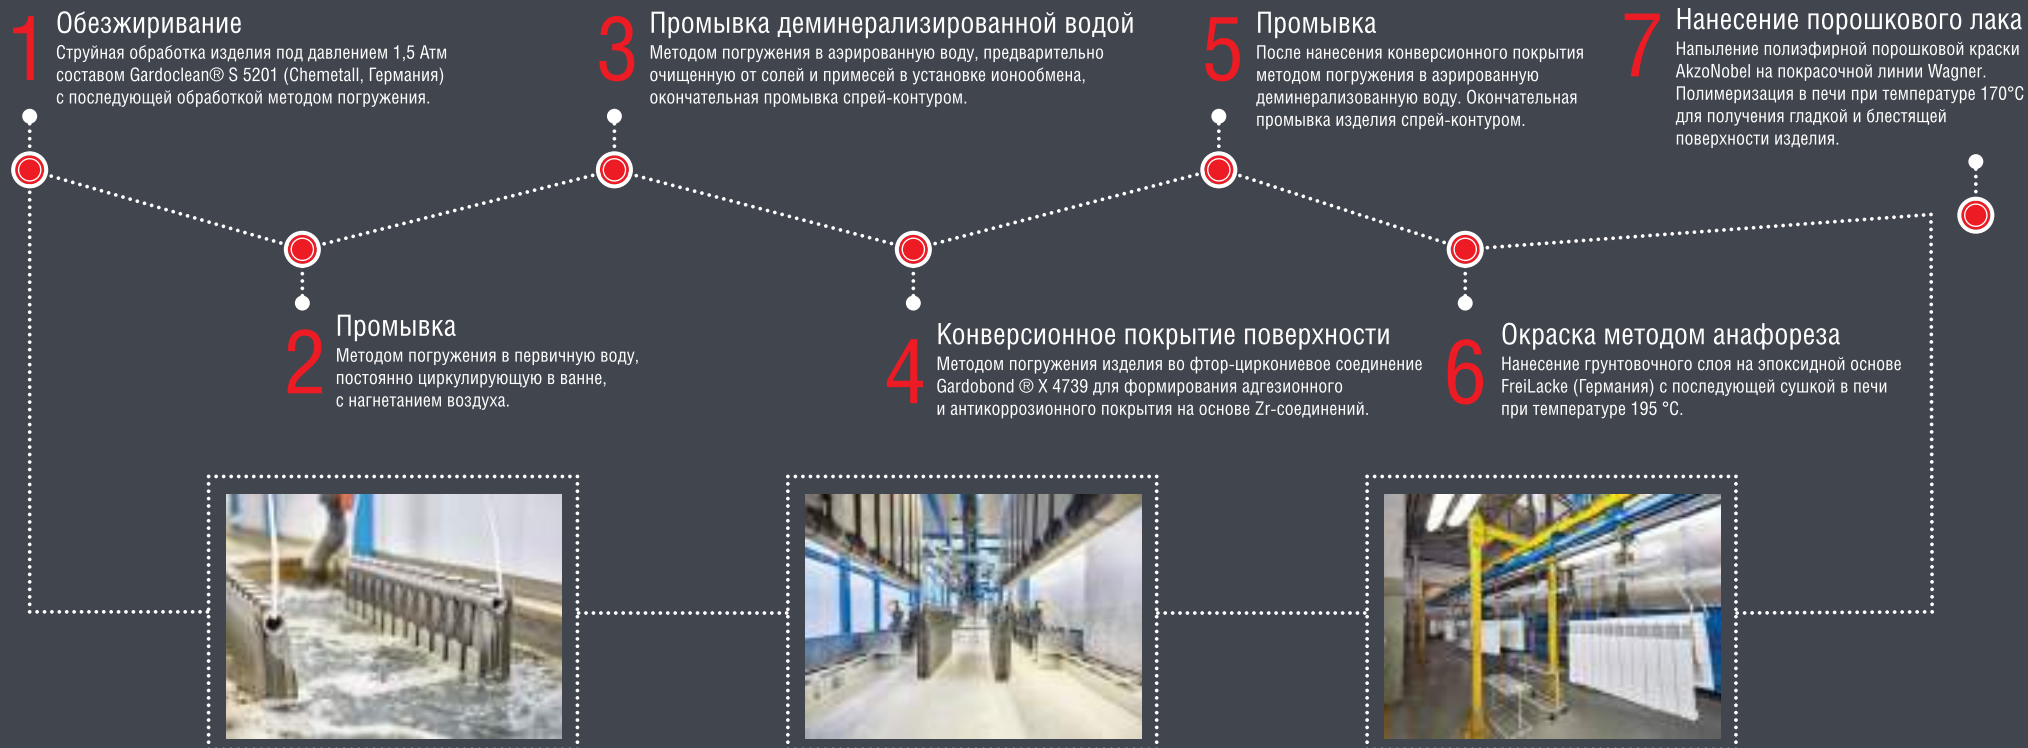 1
Обезжиривание
Струйная обработка изделия под давлением 1,5 Атм
составом Gardoclean® S 5201 (Chemetall, Германия)
с последующей обработкой методом погружения.
2
Промывка
Методом погружения в первичную воду,
постоянно циркулирующую в ванне,
с нагнетанием воздуха.
3
Промывка деминерализированной водой
Методом погружения в аэрированную воду, предварительно
очищенную от солей и примесей в установке ионообмена,
окончательная промывка спрей-контуром.
4
Конверсионное покрытие поверхности
Методом погружения изделия во фтор-циркониевое соединение
Gardobond ® X 4739 для формирования адгезионного
и антикоррозионного покрытия на основе Zr-соединений.
5
Промывка
После нанесения конверсионного покрытия
методом погружения в аэрированную
деминерализованную воду. Окончательная
промывка изделия спрей-контуром.
6
Окраска методом анафореза
Нанесение грунтовочного слоя на эпоксидной основе
FreiLacke (Германия) с последующей сушкой в печи
при температуре 195 °С.
7
Нанесение порошкового лака
Напыление полиэфирной порошковой краски
AkzoNobel на покрасочной линии Wagner.
Полимеризация в печи при температуре 170°С
для получения гладкой и блестящей
поверхности изделия.